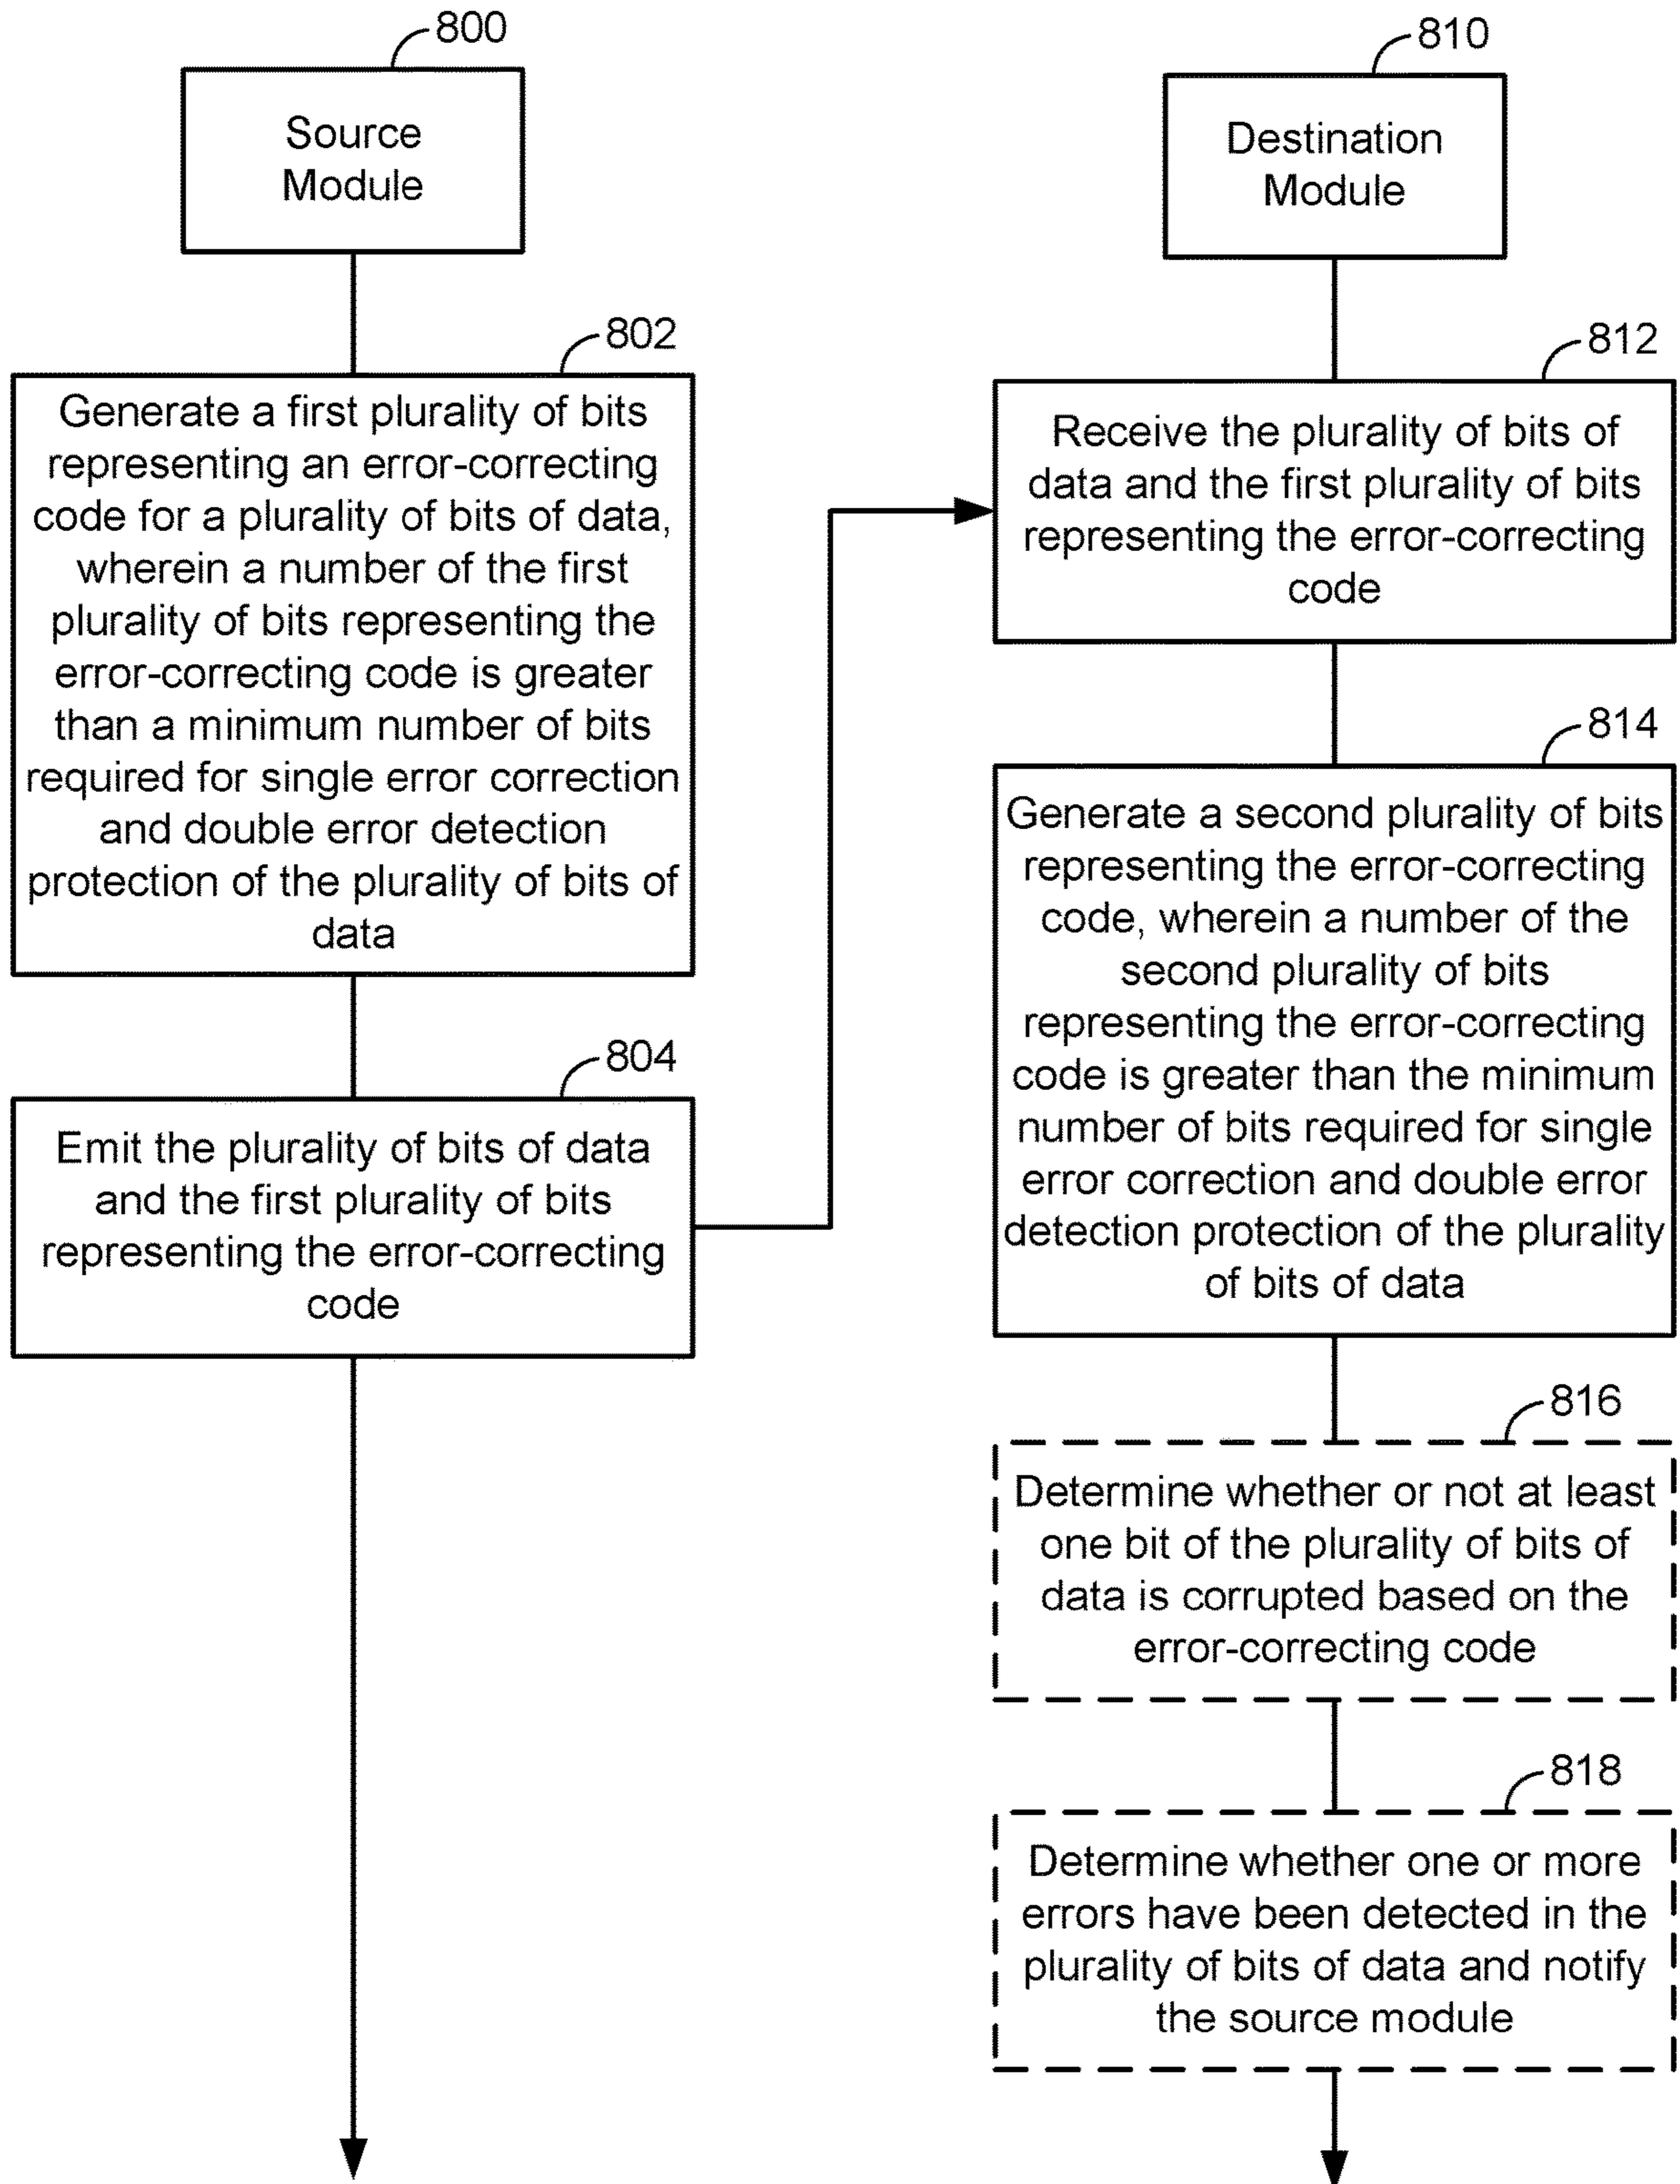 800
Source
Module
802
Generate a first plurality of bits
representing an error-correcting
code for a plurality of bits of data,
wherein a number of the first
plurality of bits representing the
error-correcting code is greater
than a minimum number of bits
required for single error correction
and double error detection
protection of the plurality of bits of
data
804
Emit the plurality of bits of data
and the first plurality of bits
representing the error-correcting
code
810
Destination
Module
812
Receive the plurality of bits of
data and the first plurality of bits
representing the error-correcting
code
814
Generate a second plurality of bits
representing the error-correcting
code, wherein a number of the
second plurality of bits
representing the error-correcting
code is greater than the minimum
number of bits required for single
error correction and double error
detection protection of the plurality
of bits of data
816
Determine whether or not at least
one bit of the plurality of bits of
data is corrupted based on the
error-correcting code
818
Determine whether one or more
errors have been detected in the
plurality of bits of data and notify
the source module